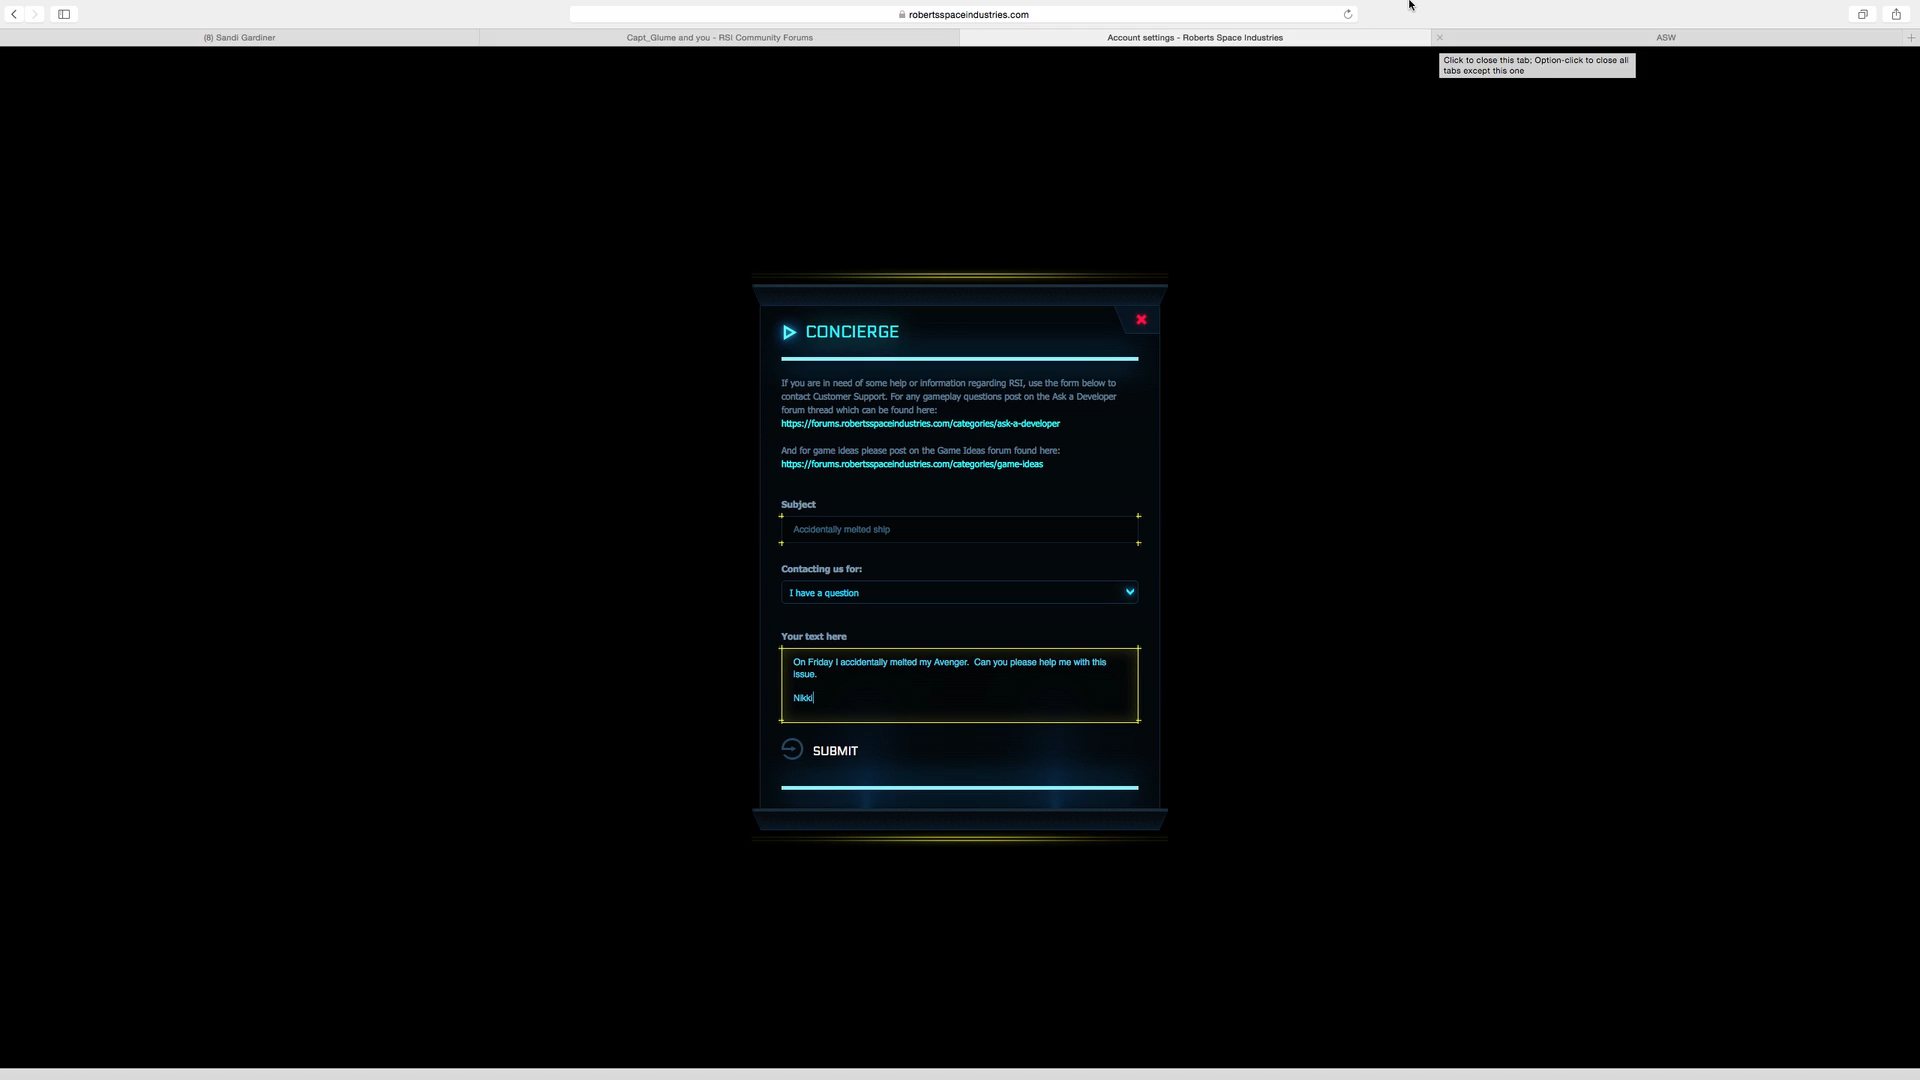 robertsspaceindustries.com
(8) Sandi Gardiner
Capt_Glume and you - RSI Community Forums
Account settings - Roberts Space Industries
ASW
Click to close this tab; Option-click to close all
tabs except this one
CONCIERGE
If you are in need of some help or information regarding RSI, use the form below to
contact Customer Support. For any gameplay questions post on the Ask a Developer
forum thread which can be found here:
https://forums.robertsspaceindustries.com/categories/ask-a-developer
And for game ideas please post on the Game Ideas forum found here:
https://forums.robertsspaceindustries.com/categories/game-ideas
Subject
Accidentally melted ship
Contacting us for:
I have a question
Your text here
On Friday I accidentally melted my Avenger.  Can you please help me with this
issue.
Nikki
SUBMIT